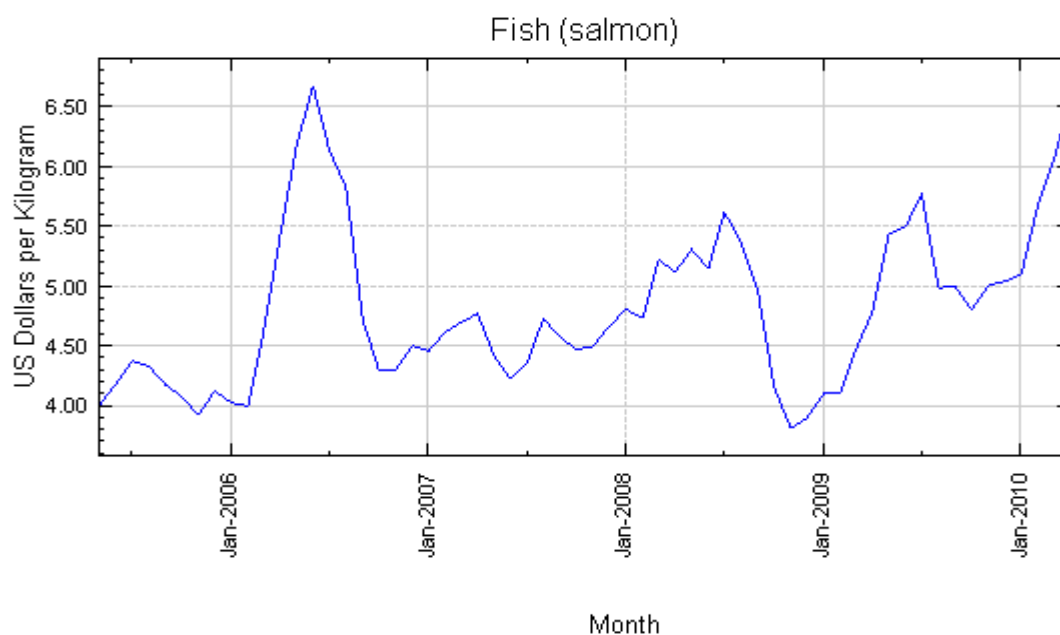 Fish (salmon)
US Dollars per Kilogram
6.50
6.00
5.50
5.00
4.50
4.00
Jan-2006
Jan-2007
Jan-2008
Jan-2009
Jan-2010
Month